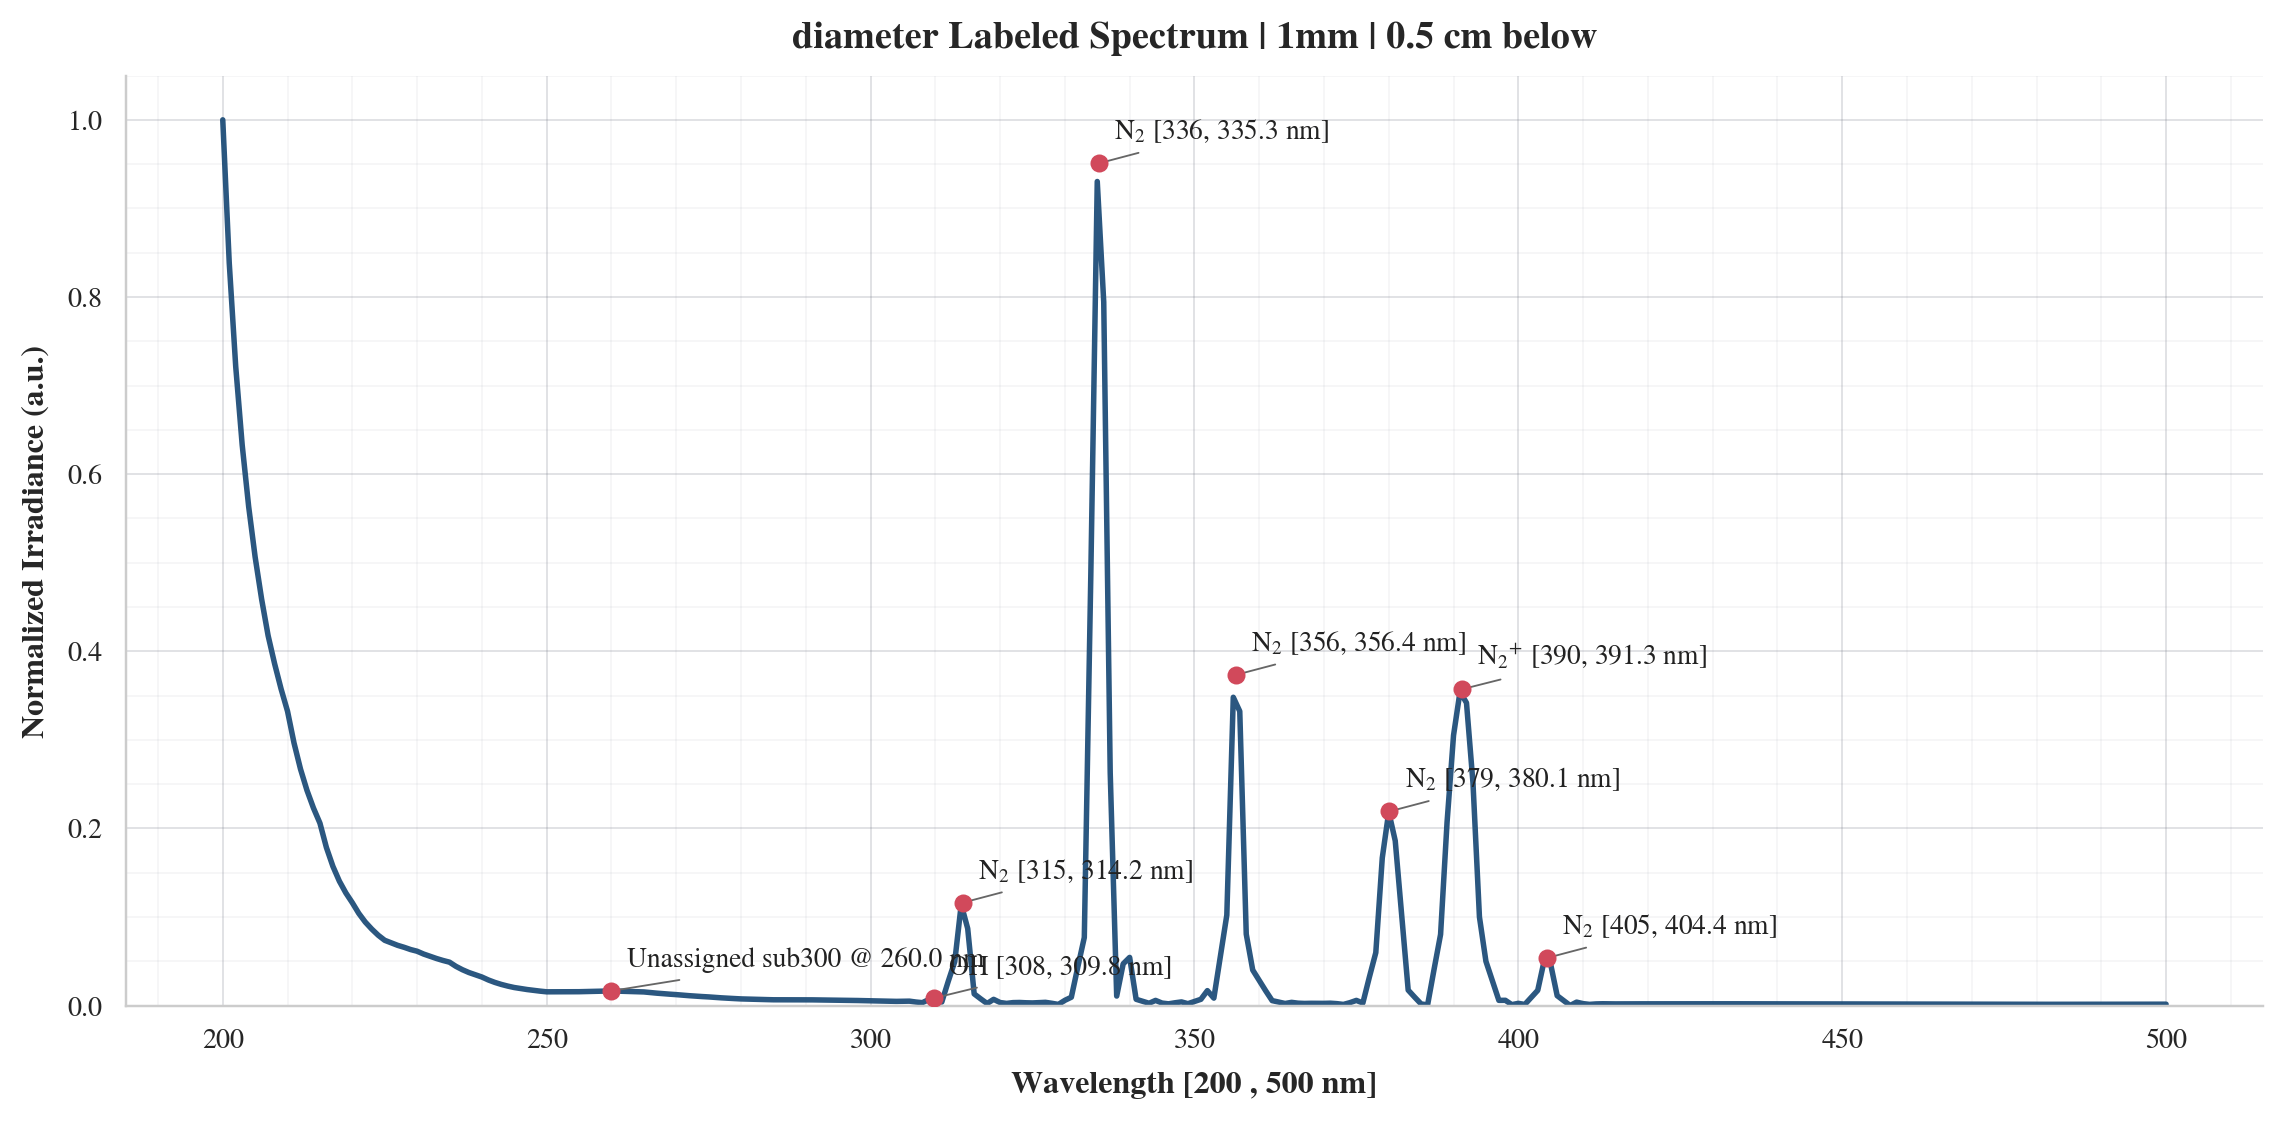 diameter Labeled Spectrum | 1mm | 0.5 cm below
Normalized Irradiance (a.u.)
1.0
0.8
0.6
0.4
0.2
0.0
N₂ [336, 335.3 nm]
N₂ [356, 356.4 nm]
N₂⁺ [390, 391.3 nm]
N₂ [379, 380.1 nm]
N₂ [315, 314.2 nm]
N₂ [405, 404.4 nm]
Unassigned sub300 @ 260.0 nm
OH [308, 309.8 nm]
200 250 300 350 400 450 500
Wavelength [200 , 500 nm]